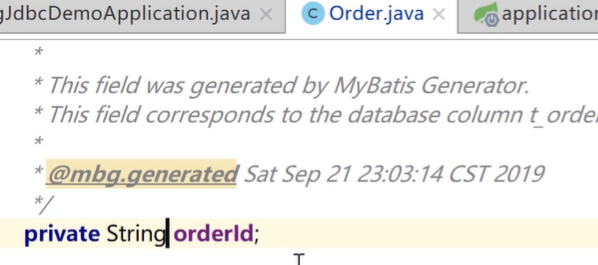 gJdbcDemoApplication.java × Order.java × application
*
* This field was generated by MyBatis Generator.
* This field corresponds to the database column t_order
*
* @mbg.generated Sat Sep 21 23:03:14 CST 2019
*/
private String orderId;